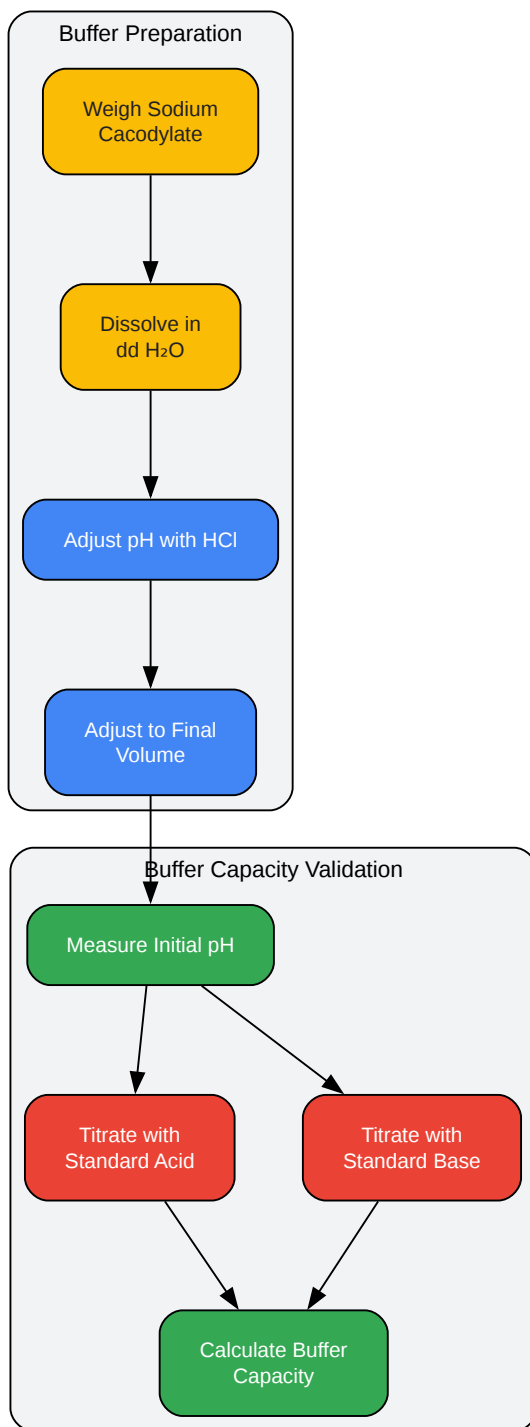 Buffer Preparation
Weigh Sodium
Cacodylate
Dissolve in
dd H₂O
Adjust pH with HCl
Adjust to Final
Volume
Buffer Capacity Validation
Measure Initial pH
Titrate with
Standard Acid
Titrate with
Standard Base
Calculate Buffer
Capacity